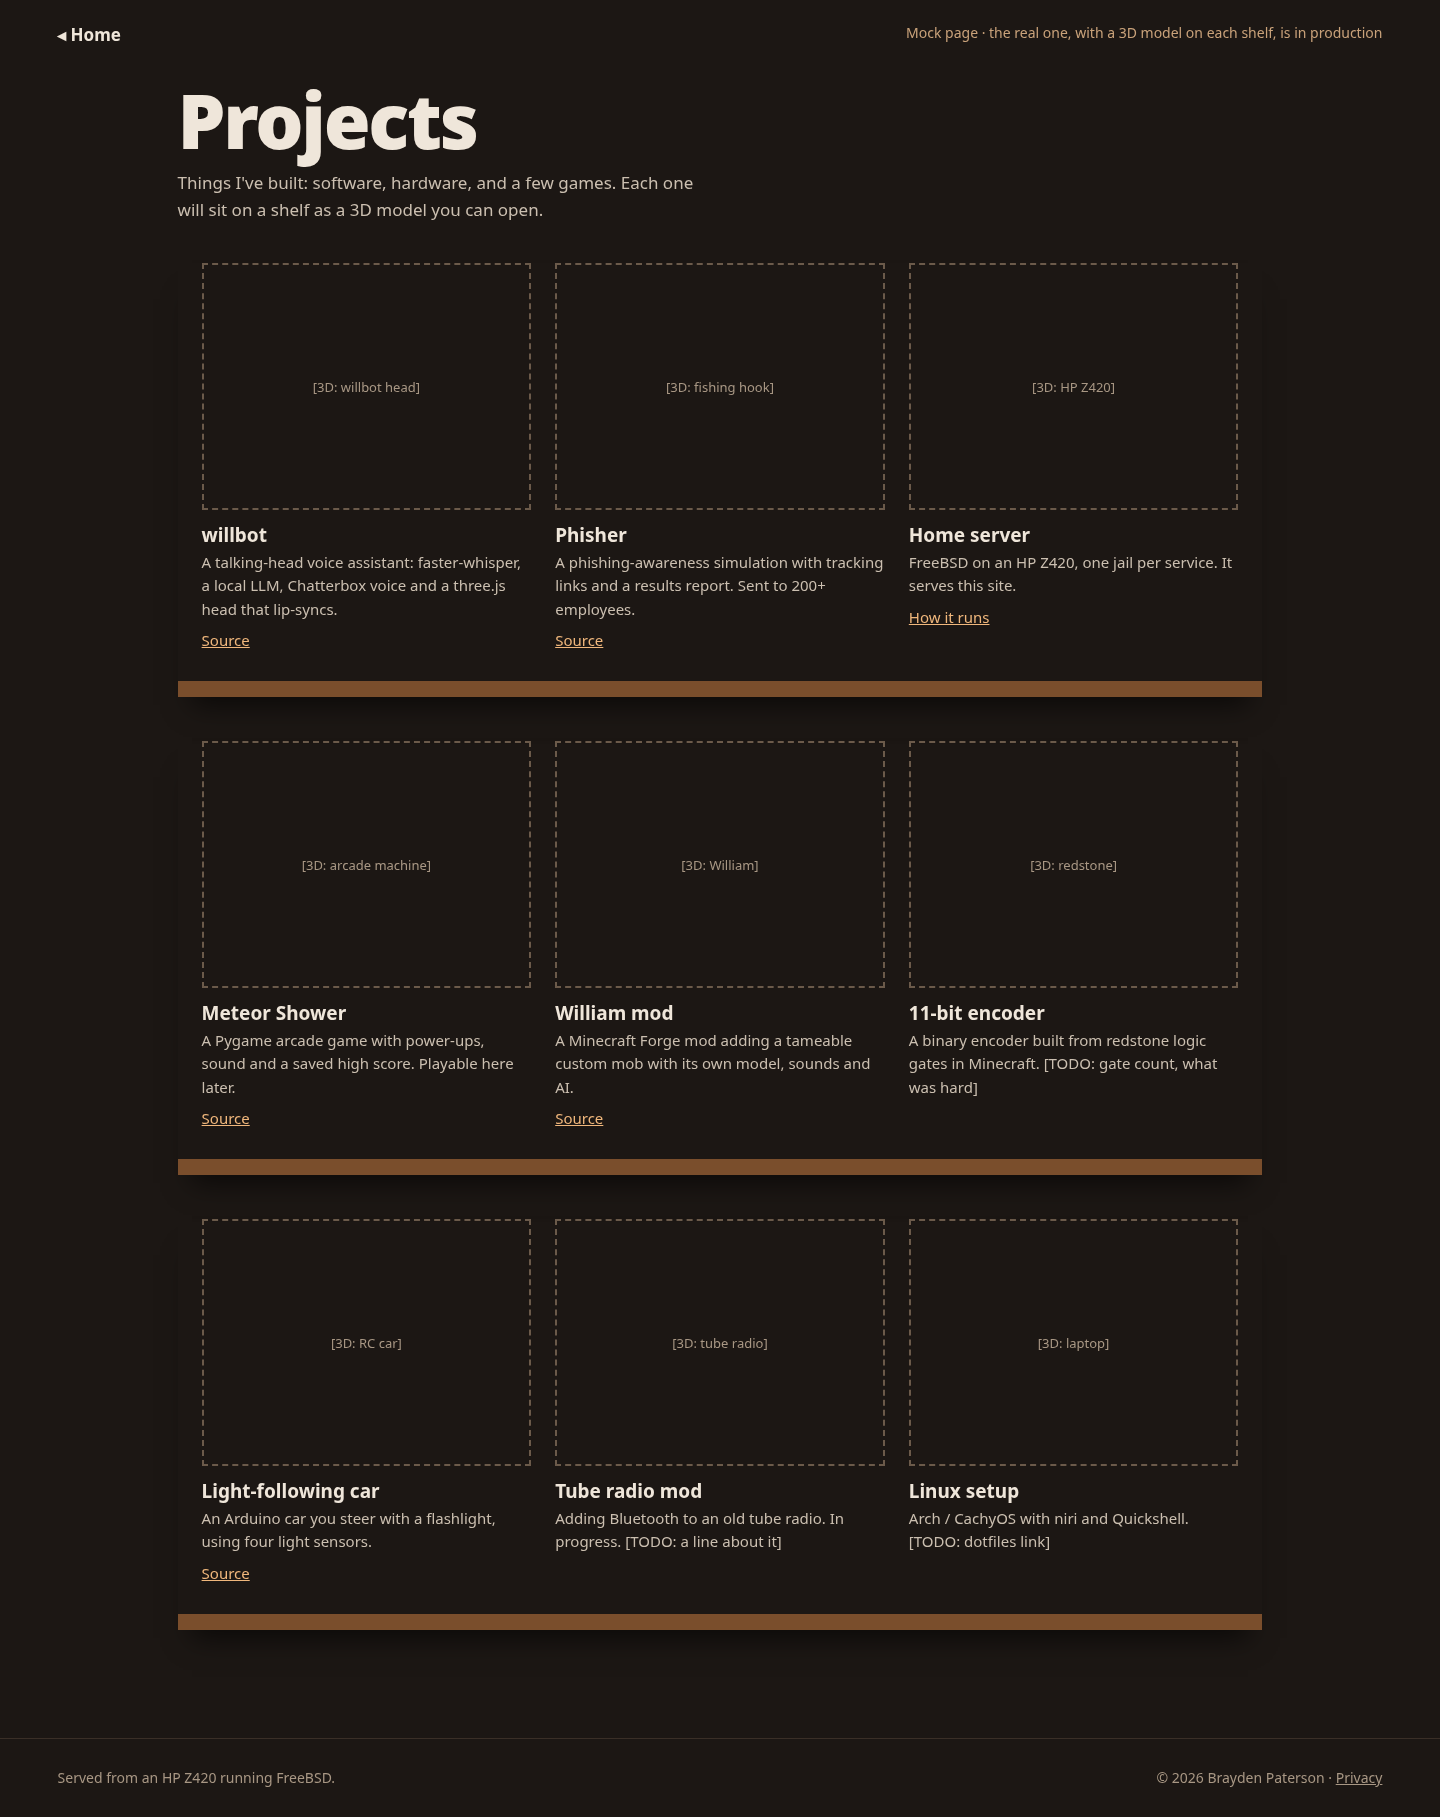 ◂ Home
Mock page · the real one, with a 3D model on each shelf, is in production
Projects
Things I've built: software, hardware, and a few games. Each one
will sit on a shelf as a 3D model you can open.
[3D: willbot head]
[3D: fishing hook]
[3D: HP Z420]
willbot
A talking-head voice assistant: faster-whisper,
a local LLM, Chatterbox voice and a three.js
head that lip-syncs.
Source
Phisher
A phishing-awareness simulation with tracking
links and a results report. Sent to 200+
employees.
Source
Home server
FreeBSD on an HP Z420, one jail per service. It
serves this site.
How it runs
[3D: arcade machine]
[3D: William]
[3D: redstone]
Meteor Shower
A Pygame arcade game with power-ups,
sound and a saved high score. Playable here
later.
Source
William mod
A Minecraft Forge mod adding a tameable
custom mob with its own model, sounds and
AI.
Source
11-bit encoder
A binary encoder built from redstone logic
gates in Minecraft. [TODO: gate count, what
was hard]
[3D: RC car]
[3D: tube radio]
[3D: laptop]
Light-following car
An Arduino car you steer with a flashlight,
using four light sensors.
Source
Tube radio mod
Adding Bluetooth to an old tube radio. In
progress. [TODO: a line about it]
Linux setup
Arch / CachyOS with niri and Quickshell.
[TODO: dotfiles link]
Served from an HP Z420 running FreeBSD.
© 2026 Brayden Paterson · Privacy